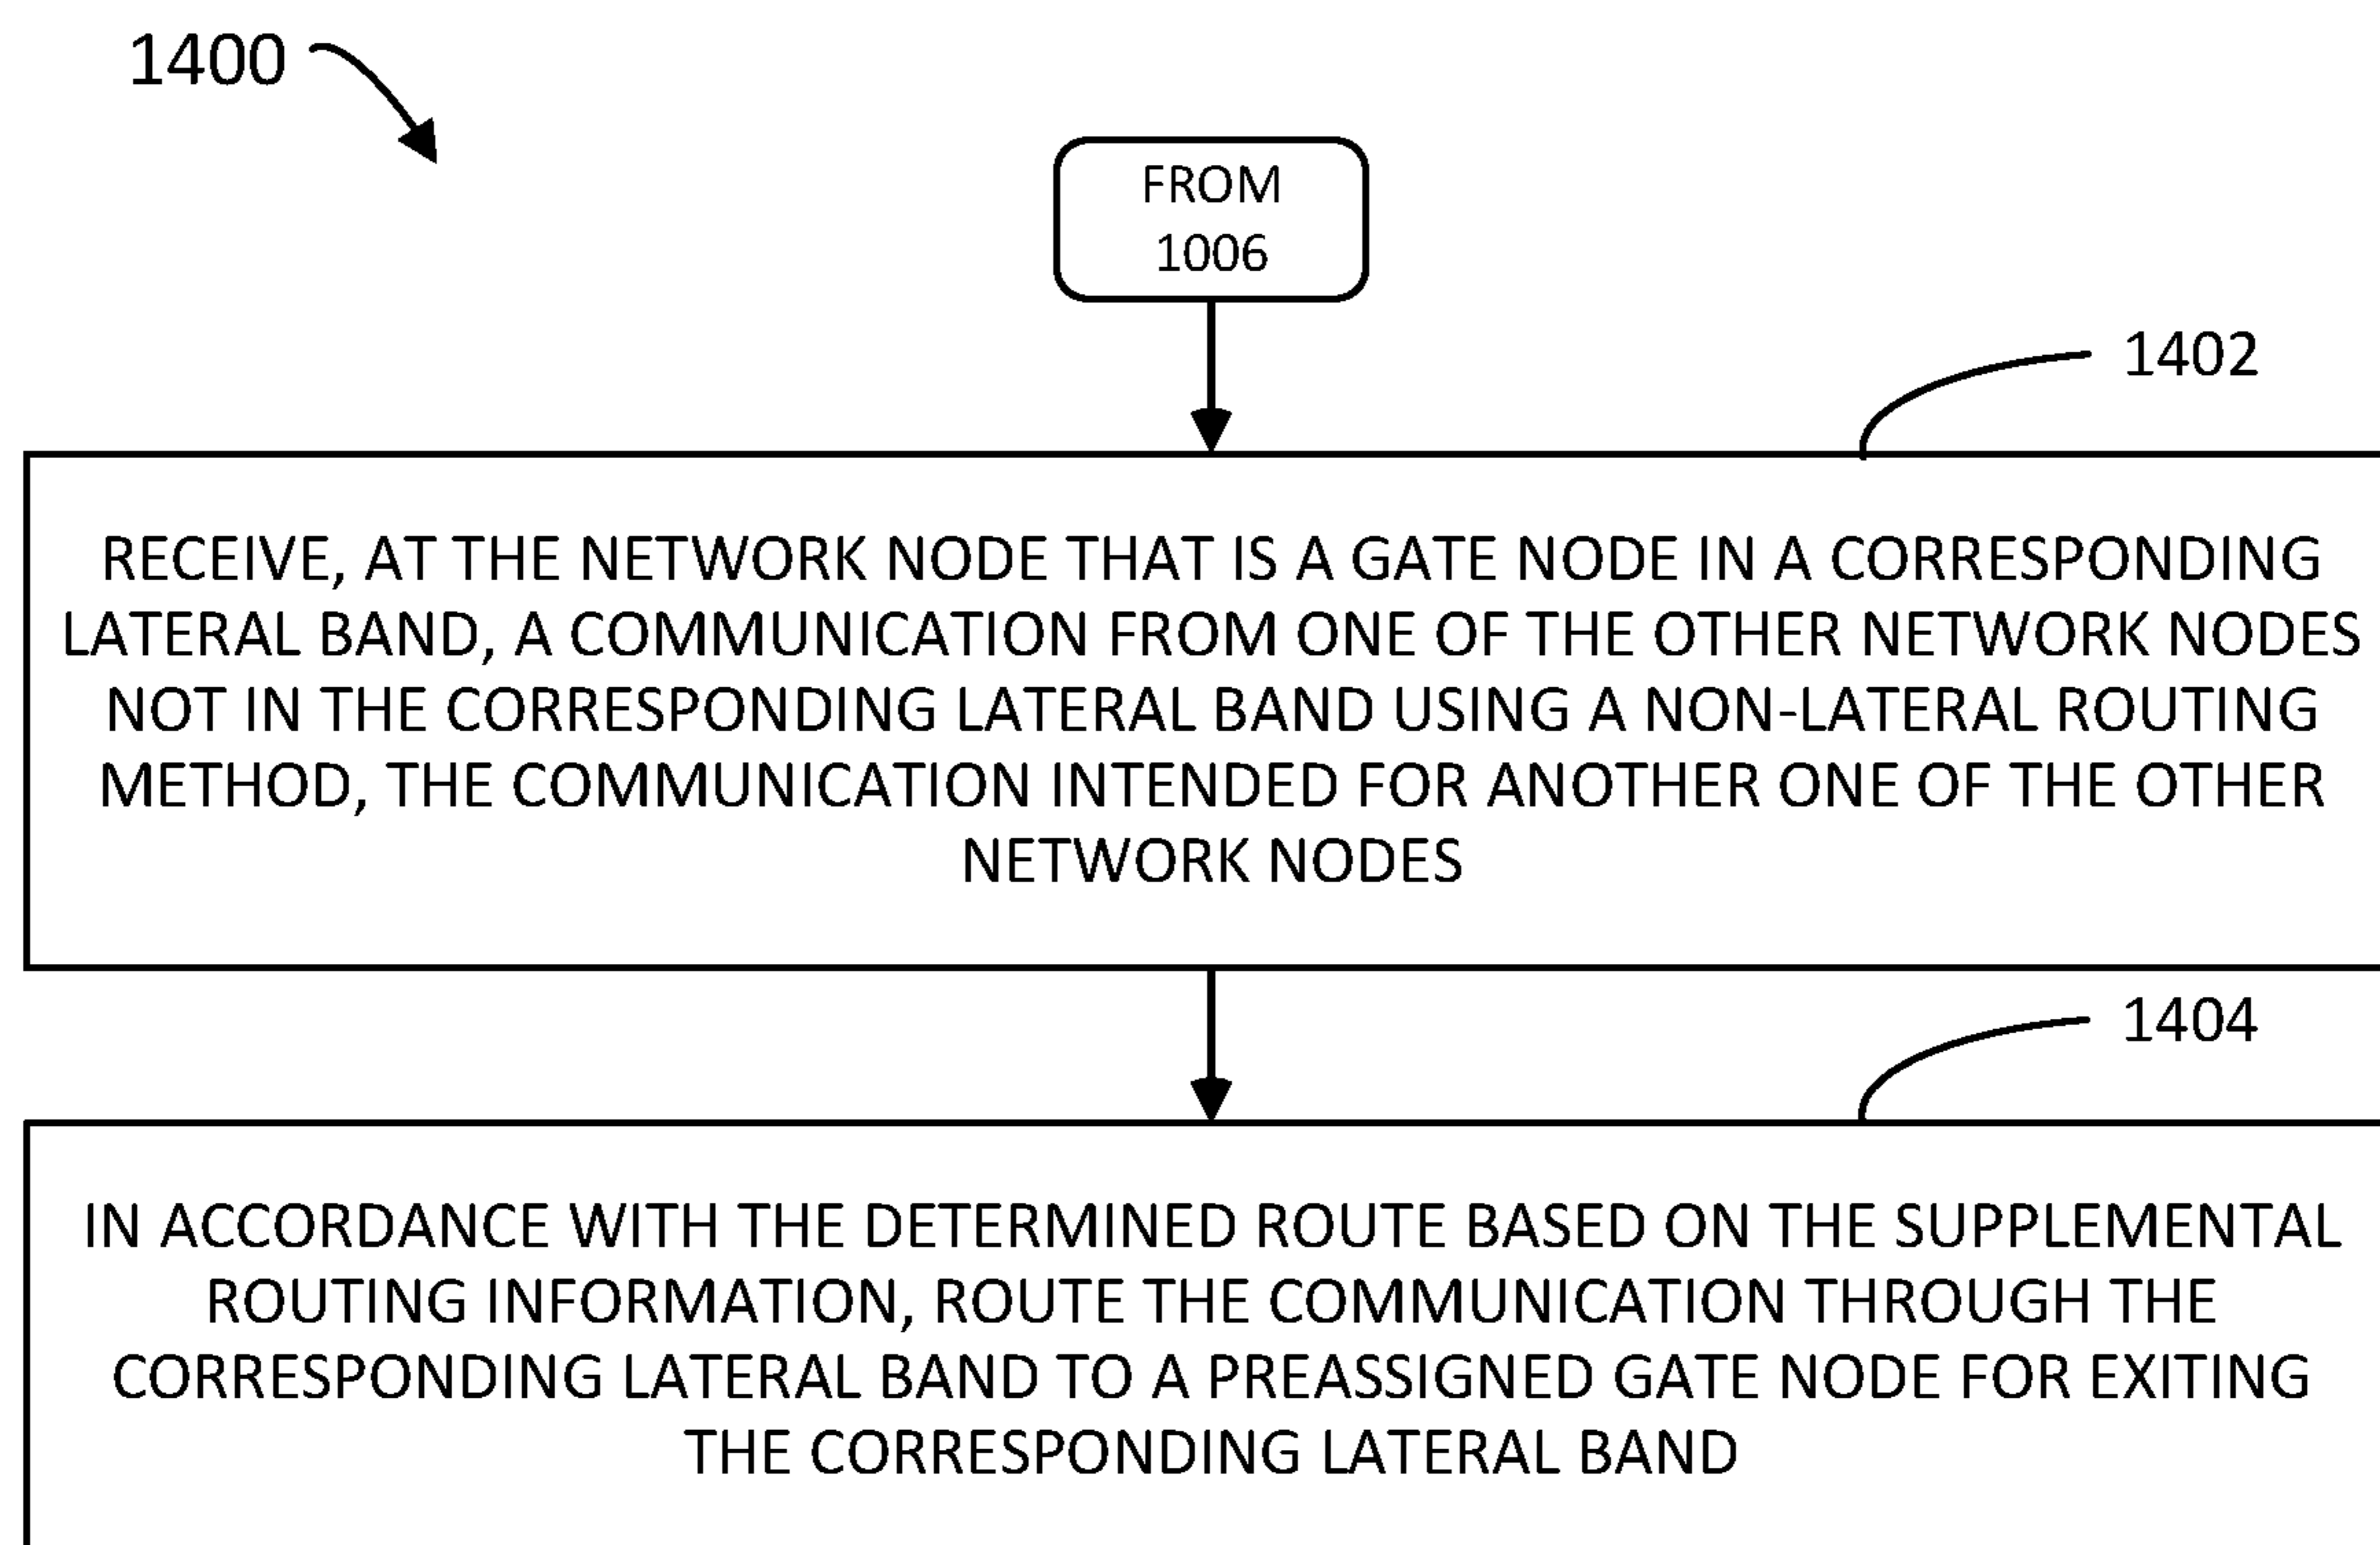 1400
FROM
1006
1402
RECEIVE, AT THE NETWORK NODE THAT IS A GATE NODE IN A CORRESPONDING
LATERAL BAND, A COMMUNICATION FROM ONE OF THE OTHER NETWORK NODES
NOT IN THE CORRESPONDING LATERAL BAND USING A NON-LATERAL ROUTING
METHOD, THE COMMUNICATION INTENDED FOR ANOTHER ONE OF THE OTHER
NETWORK NODES
1404
IN ACCORDANCE WITH THE DETERMINED ROUTE BASED ON THE SUPPLEMENTAL
ROUTING INFORMATION, ROUTE THE COMMUNICATION THROUGH THE
CORRESPONDING LATERAL BAND TO A PREASSIGNED GATE NODE FOR EXITING
THE CORRESPONDING LATERAL BAND